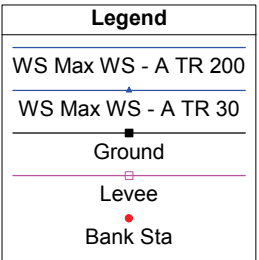 Legend
WS Max WS - A TR 200
WS Max WS - A TR 30
Ground
Levee
Bank Sta